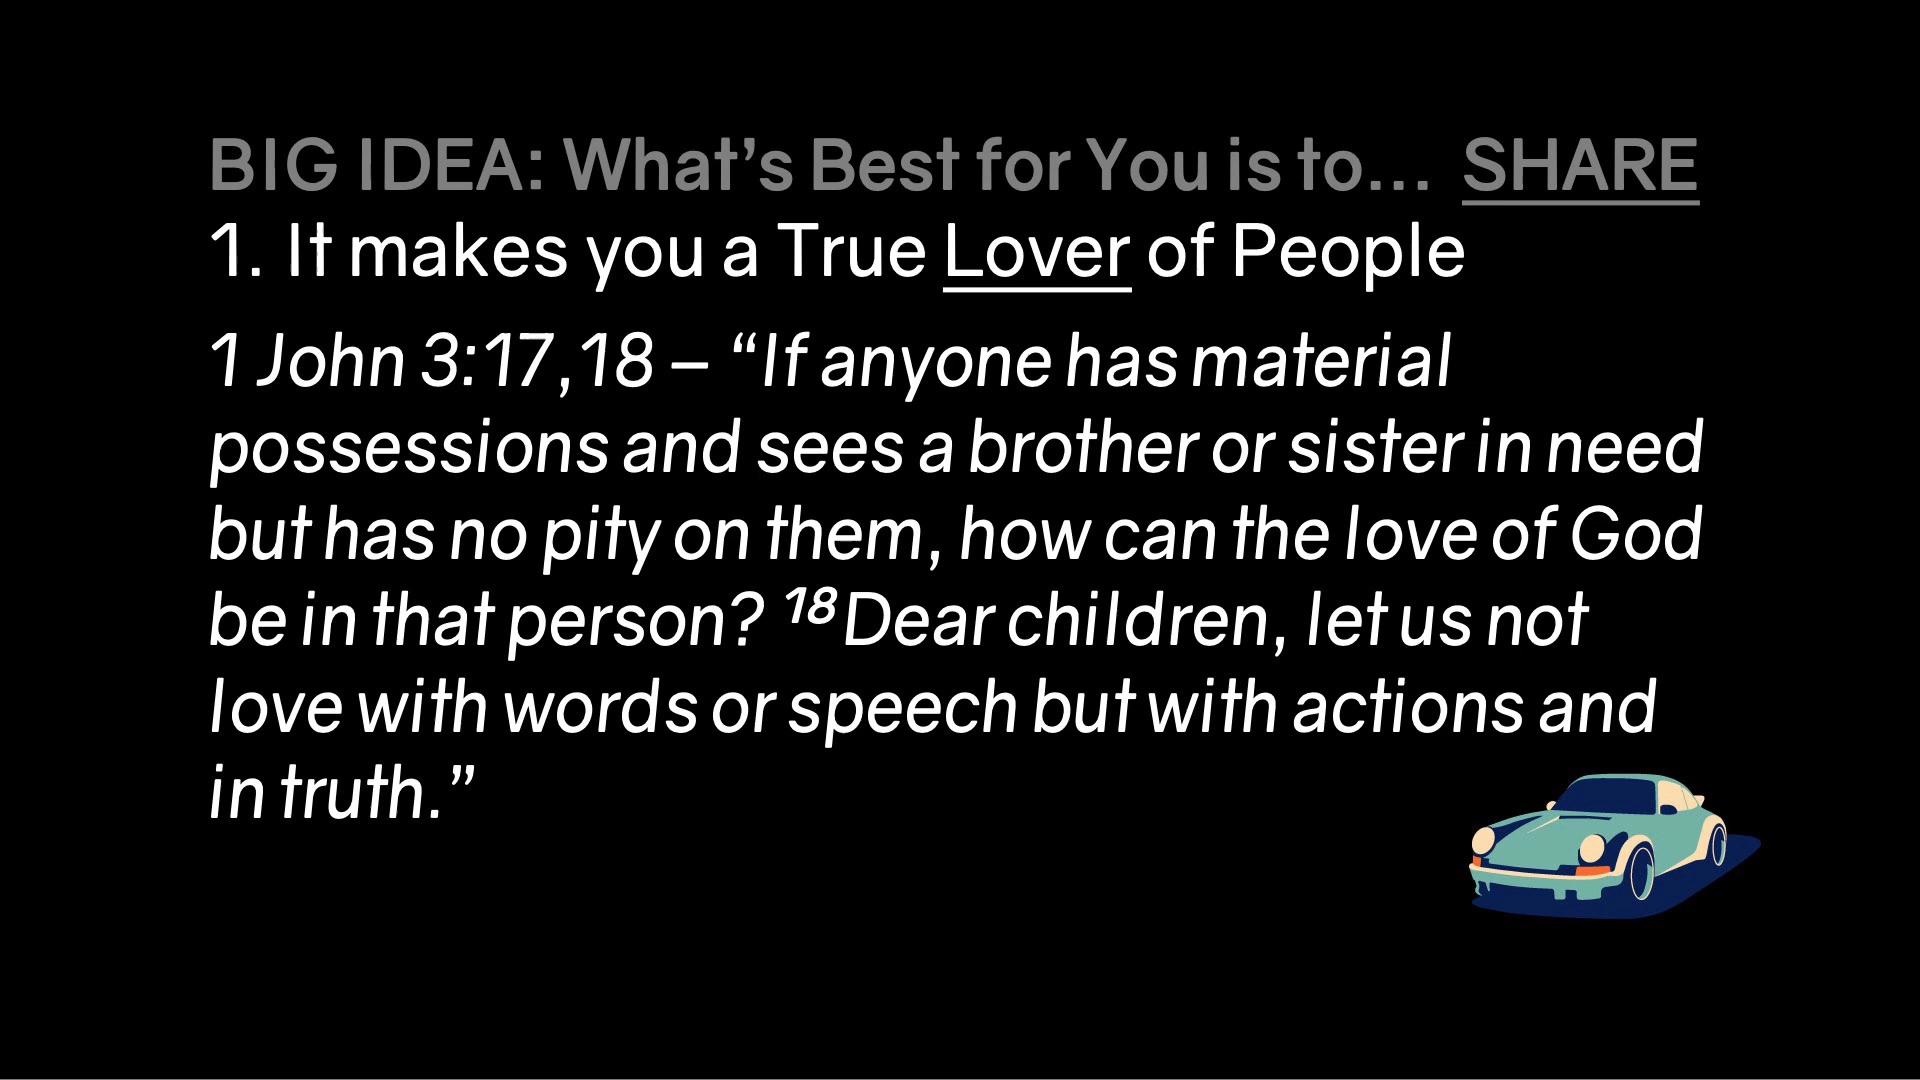 BIG IDEA: What’s Best for You is to... SHARE
1. It makes you a True Lover of People
1 John 3:17,18 – “If anyone has material
possessions and sees a brother or sister in need
but has no pity on them, how can the love of God
be in that person? ¹⁸Dear children, let us not
love with words or speech but with actions and
in truth.”